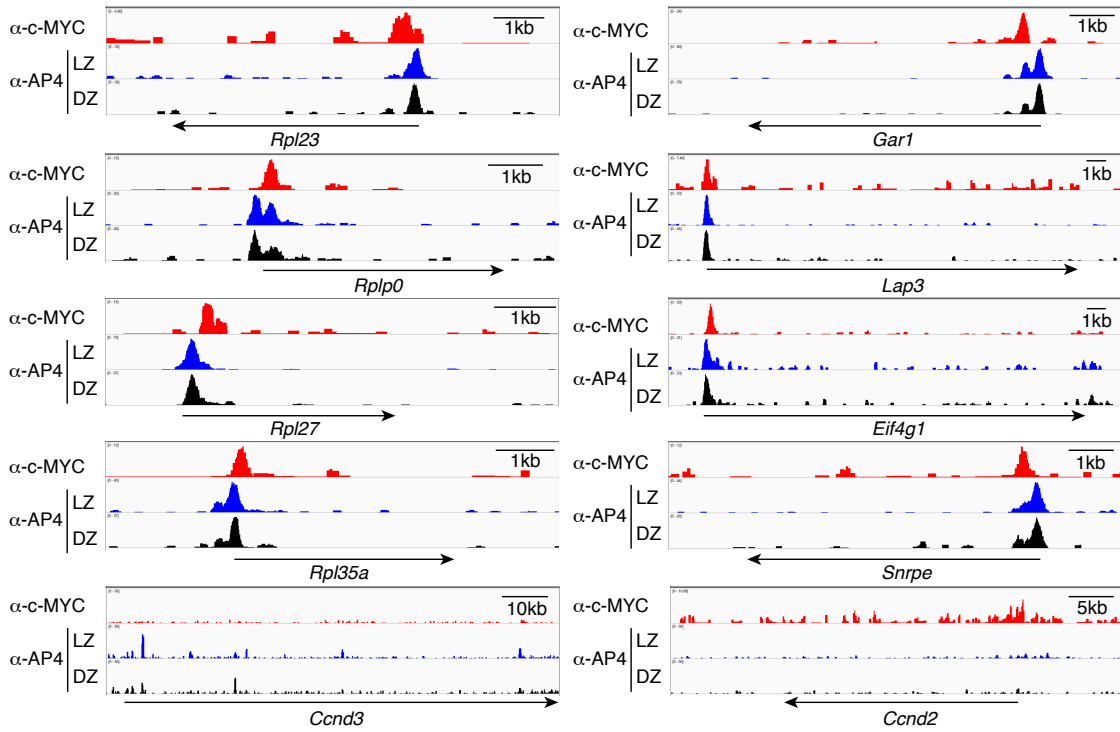 α-c-MYC
α-AP4
LZ
DZ
1kb
Rpl23
α-c-MYC
α-AP4
LZ
DZ
1kb
Gar1
α-c-MYC
α-AP4
LZ
DZ
1kb
Rplp0
α-c-MYC
α-AP4
LZ
DZ
1kb
Lap3
α-c-MYC
α-AP4
LZ
DZ
1kb
Rpl27
α-c-MYC
α-AP4
LZ
DZ
1kb
Eif4g1
α-c-MYC
α-AP4
LZ
DZ
1kb
Rpl35a
α-c-MYC
α-AP4
LZ
DZ
1kb
Snrpe
α-c-MYC
α-AP4
LZ
DZ
10kb
Ccnd3
α-c-MYC
α-AP4
LZ
DZ
5kb
Ccnd2